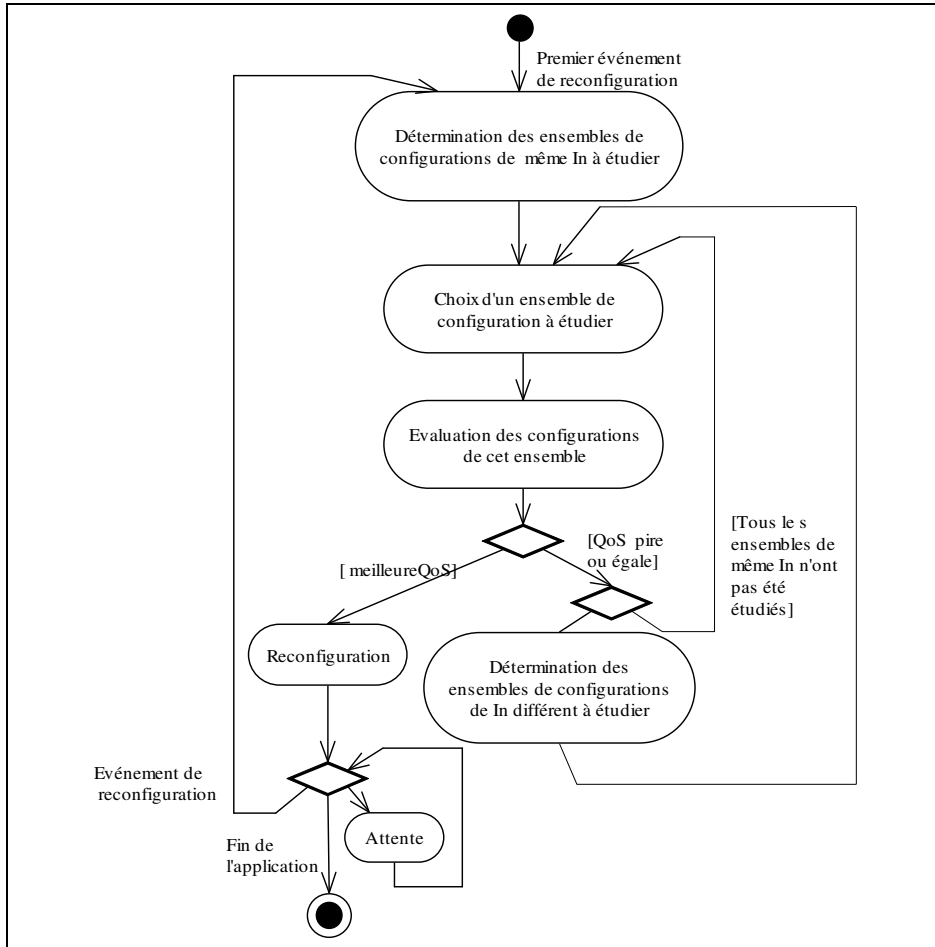 Premier événement
de reconfiguration
Détermination des ensembles de
configurations de même In à étudier
Choix d'un ensemble de
configuration à étudier
Evaluation des configurations
de cet ensemble
[QoS pire
ou égale]
[Tous le s
ensembles de
même In n'ont
pas été
étudiés]
[ meilleureQoS]
Reconfiguration
Détermination des
ensembles de configurations
de In différent à étudier
Evénement de
reconfiguration
Attente
Fin de
l'application